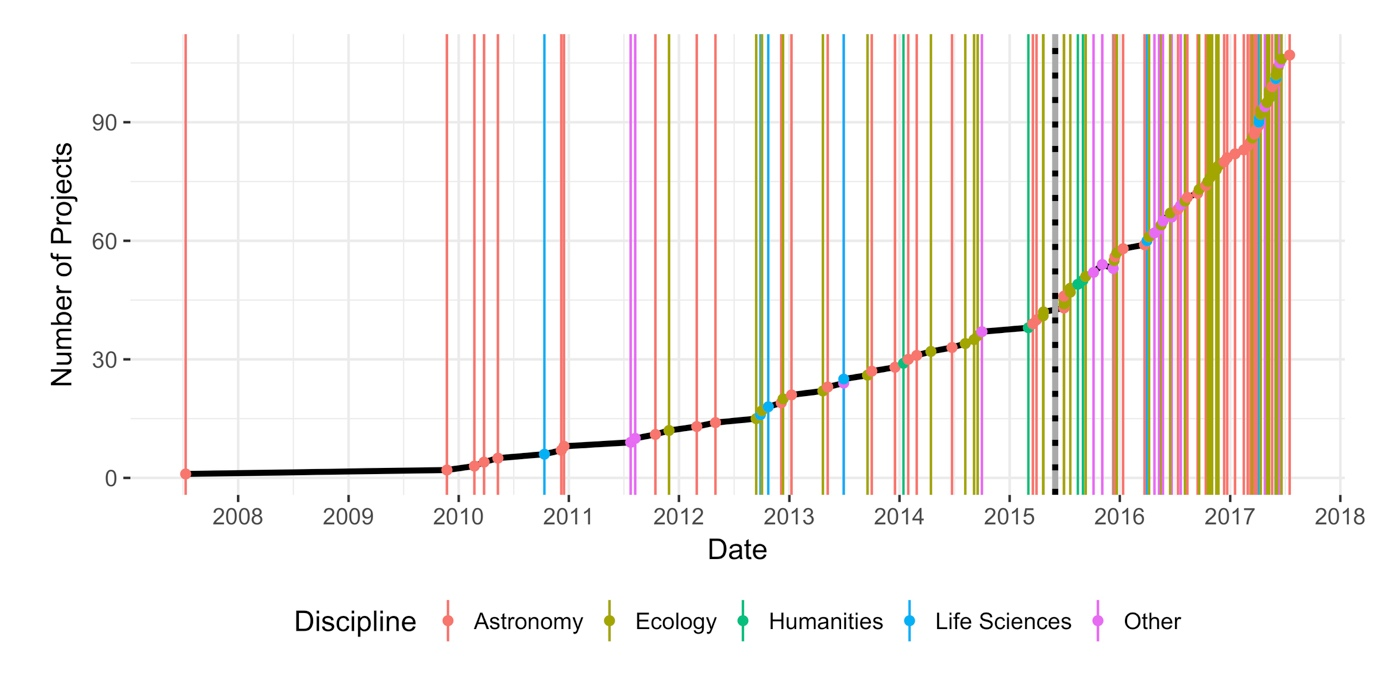 Number of Projects
90
60
30
0
2008 2009 2010 2011 2012 2013 2014 2015 2016 2017 2018
Date
Discipline Astronomy Ecology Humanities Life Sciences Other